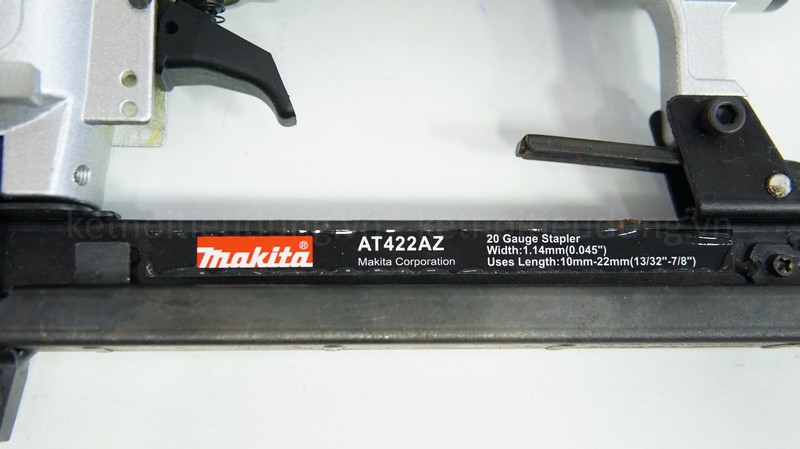 makita®
AT422AZ
Makita Corporation
20 Gauge Stapler
Width:1.14mm(0.045")
Uses Length:10mm-22mm(13/32"-7/8")